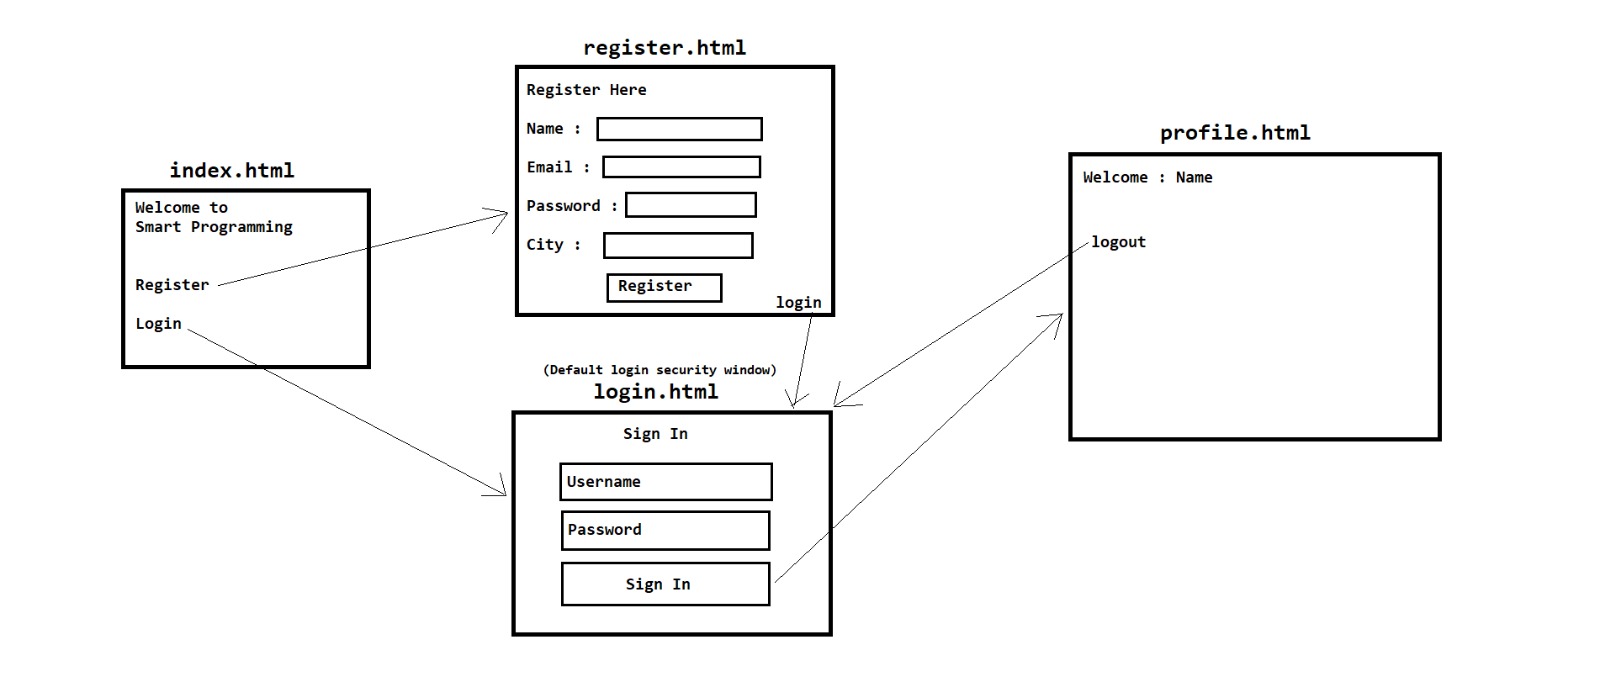 index.html
Welcome to
Smart Programming
Register
Login
register.html
Register Here
Name :
Email :
Password :
City :
Register
login
(Default login security window)
login.html
Sign In
Username
Password
Sign In
profile.html
Welcome : Name
logout